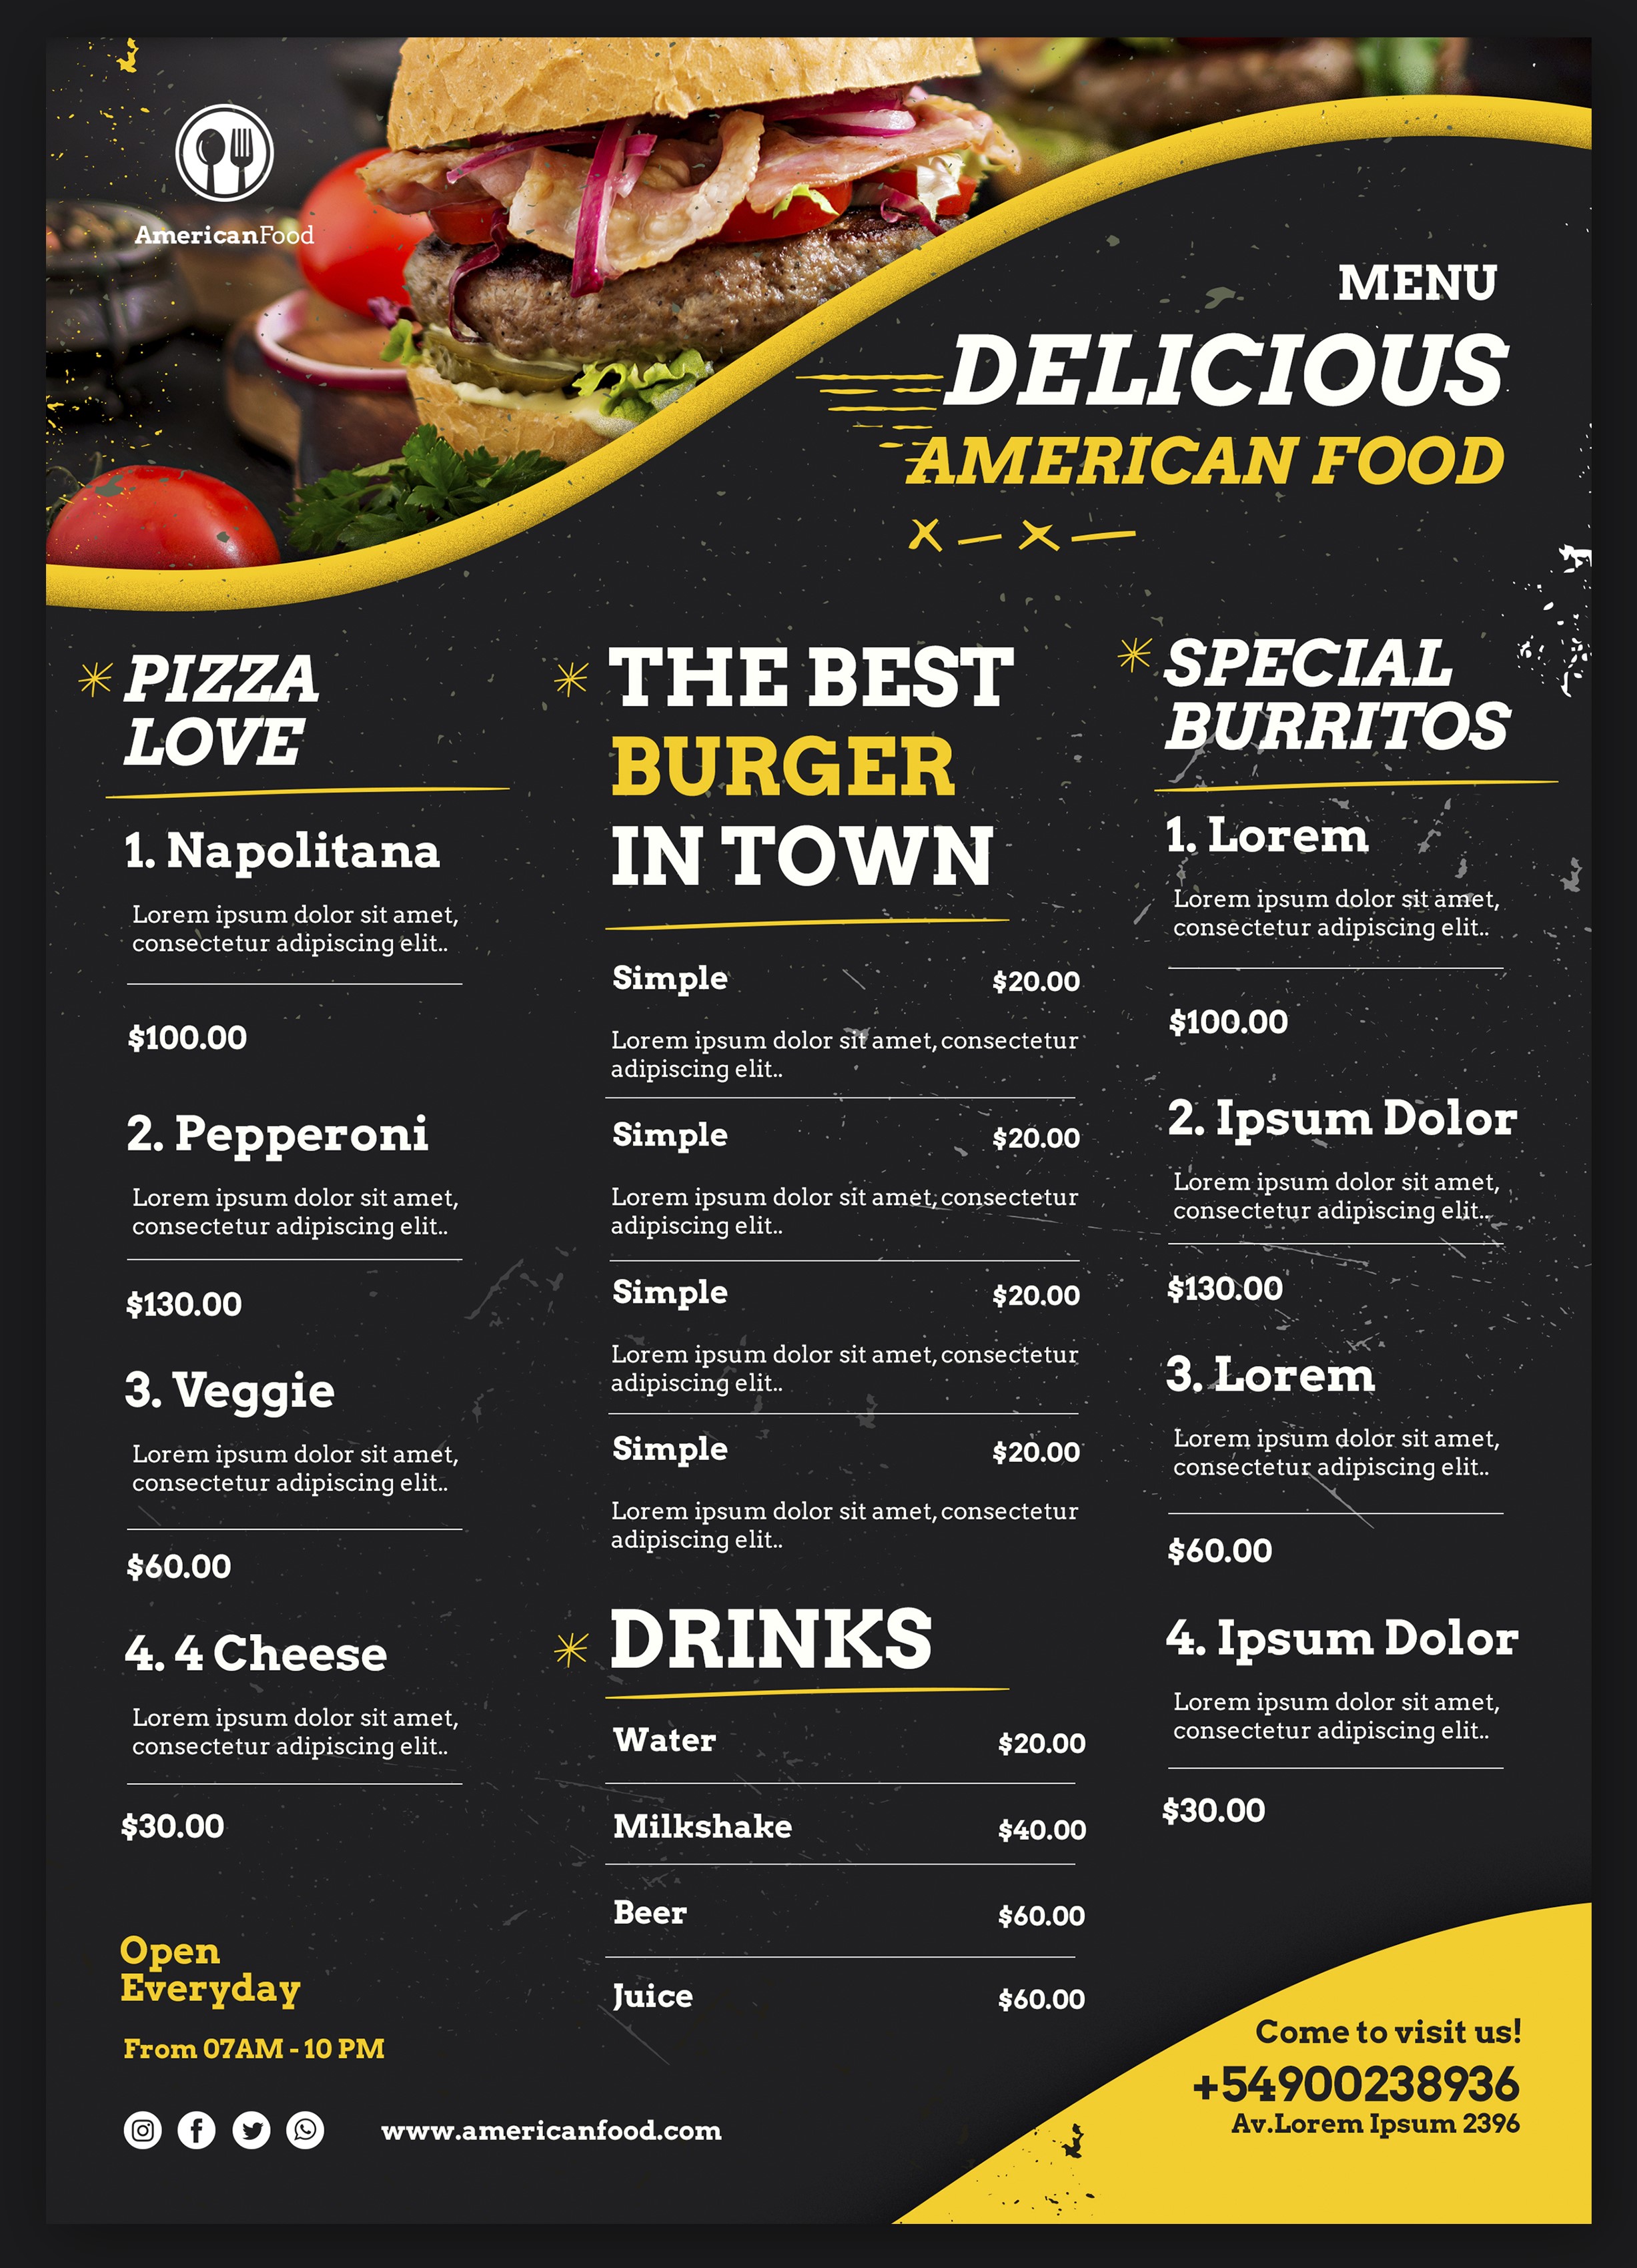 AmericanFood
MENU
DELICIOUS
AMERICAN FOOD
PIZZA
LOVE
1. Napolitana
Lorem ipsum dolor sit amet,
consectetur adipiscing elit..
$100.00
2. Pepperoni
Lorem ipsum dolor sit amet,
consectetur adipiscing elit..
$130.00
3. Veggie
Lorem ipsum dolor sit amet,
consectetur adipiscing elit..
$60.00
4. 4 Cheese
Lorem ipsum dolor sit amet,
consectetur adipiscing elit..
$30.00
Open
Everyday
From 07AM - 10 PM
www.americanfood.com
THE BEST
BURGER
IN TOWN
Simple $20.00
Lorem ipsum dolor sit amet, consectetur
adipiscing elit..
Simple $20.00
Lorem ipsum dolor sit amet, consectetur
adipiscing elit..
Simple $20.00
Lorem ipsum dolor sit amet, consectetur
adipiscing elit..
Simple $20.00
Lorem ipsum dolor sit amet, consectetur
adipiscing elit..
DRINKS
Water $20.00
Milkshake $40.00
Beer $60.00
Juice $60.00
SPECIAL
BURRITOS
1. Lorem
Lorem ipsum dolor sit amet,
consectetur adipiscing elit..
$100.00
2. Ipsum Dolor
Lorem ipsum dolor sit amet,
consectetur adipiscing elit..
$130.00
3. Lorem
Lorem ipsum dolor sit amet,
consectetur adipiscing elit..
$60.00
4. Ipsum Dolor
Lorem ipsum dolor sit amet,
consectetur adipiscing elit..
$30.00
Come to visit us!
+54900238936
Av.Lorem Ipsum 2396